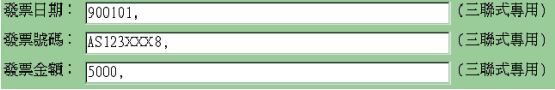 發票日期： 900101, (三聯式專用)
發票號碼： AS123XXX8, (三聯式專用)
發票金額： 5000, (三聯式專用)